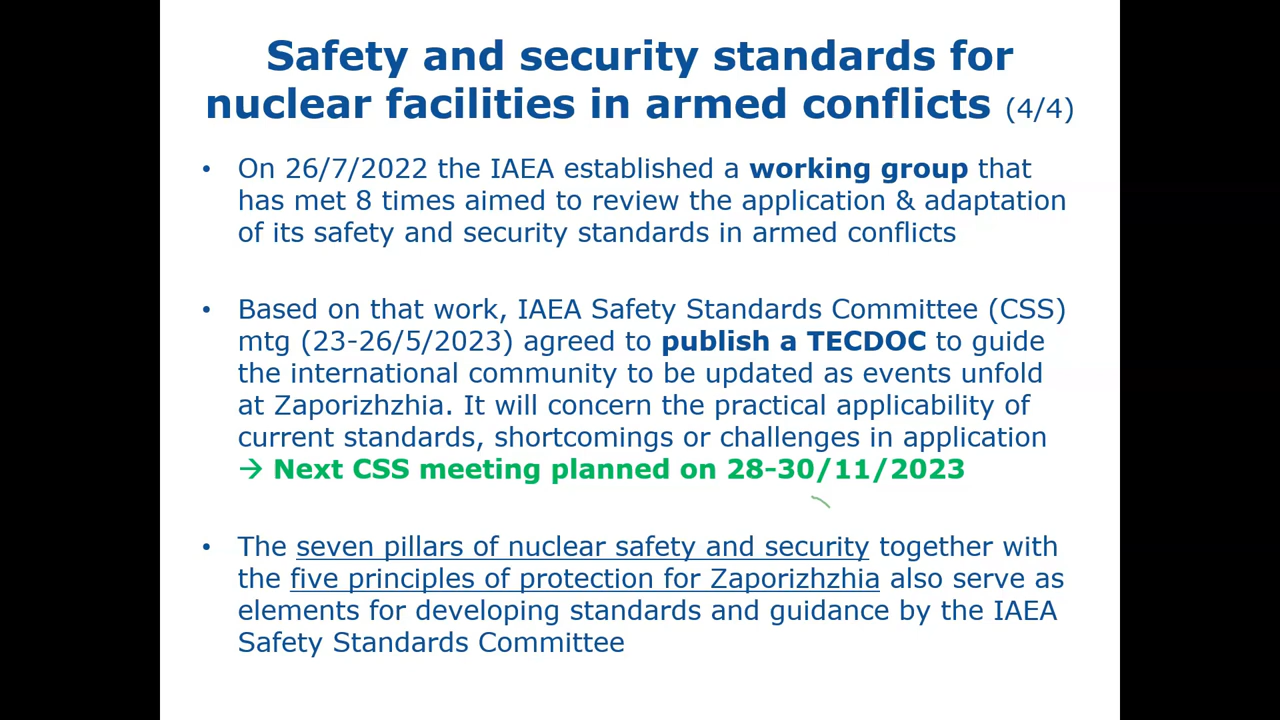 Safety and security standards for
nuclear facilities in armed conflicts (4/4)
• On 26/7/2022 the IAEA established a working group that
has met 8 times aimed to review the application & adaptation
of its safety and security standards in armed conflicts
• Based on that work, IAEA Safety Standards Committee (CSS)
mtg (23-26/5/2023) agreed to publish a TECDOC to guide
the international community to be updated as events unfold
at Zaporizhzhia. It will concern the practical applicability of
current standards, shortcomings or challenges in application
→ Next CSS meeting planned on 28-30/11/2023
• The seven pillars of nuclear safety and security together with
the five principles of protection for Zaporizhzhia also serve as
elements for developing standards and guidance by the IAEA
Safety Standards Committee